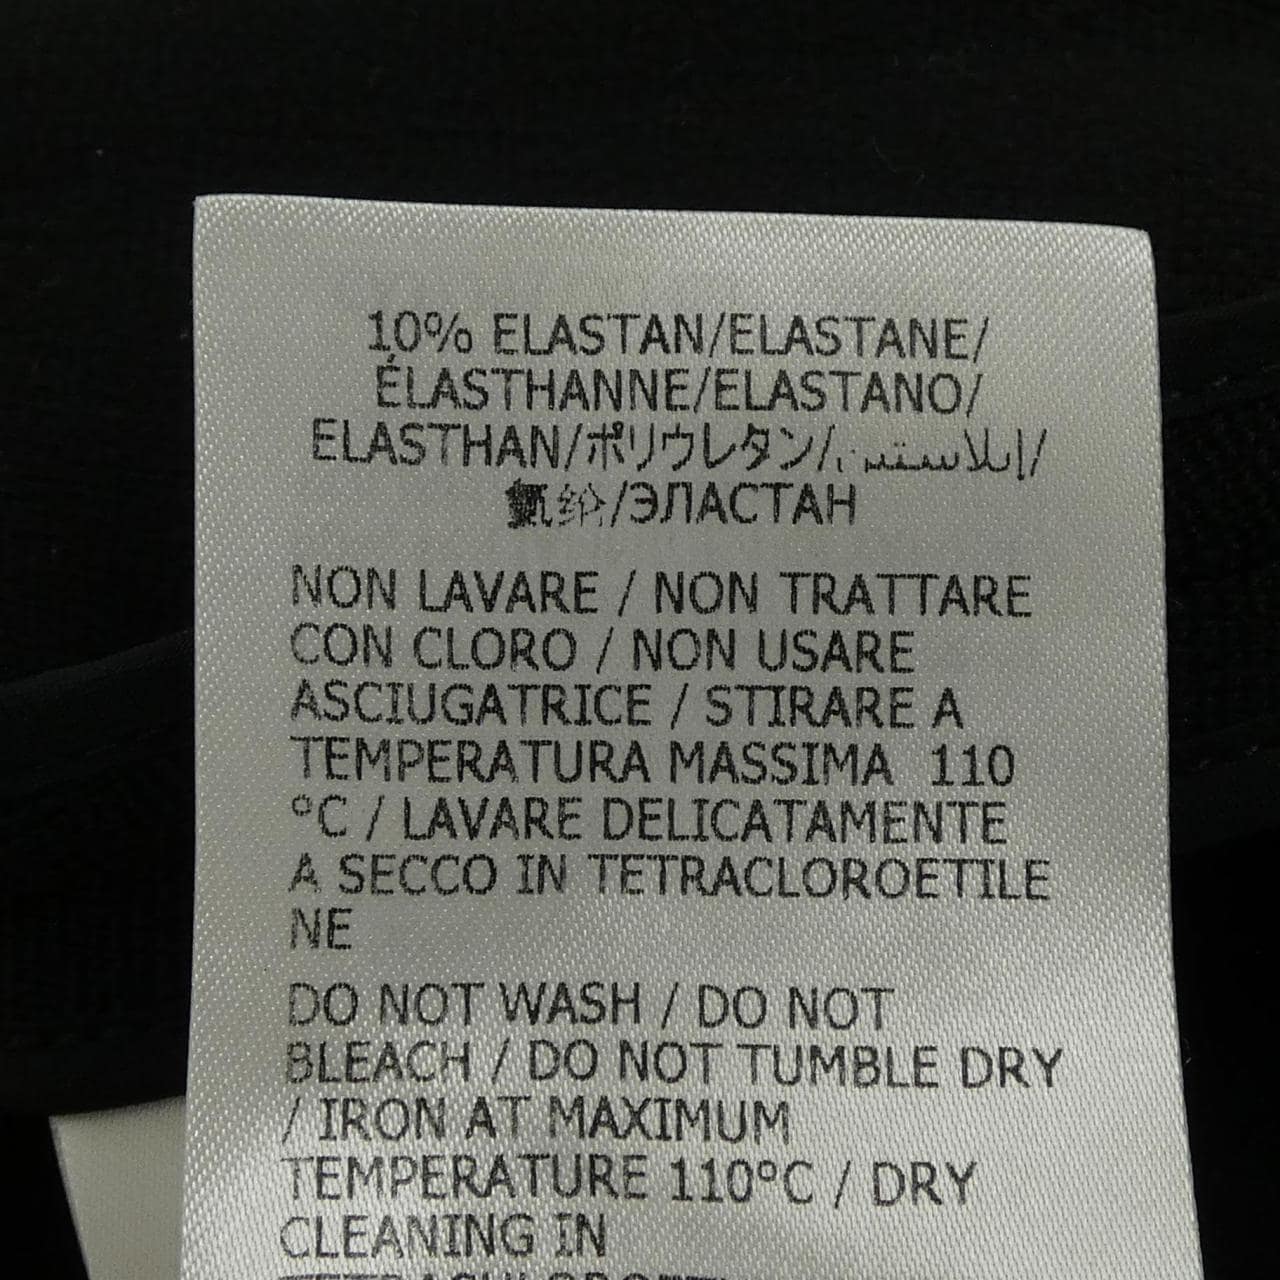 10% ELASTAN/ELASTANE/
ÉLASTHANNE/ELASTANO/
ELASTHAN/ポリウレタン/إيلاستين/
氨纶/ЭЛАСТАН
NON LAVARE / NON TRATTARE
CON CLORO / NON USARE
ASCIUGATRICE / STIRARE A
TEMPERATURA MASSIMA 110
°C / LAVARE DELICATAMENTE
A SECCO IN TETRACLOROETILE
NE
DO NOT WASH / DO NOT
BLEACH / DO NOT TUMBLE DRY
/ IRON AT MAXIMUM
TEMPERATURE 110°C / DRY
CLEANING IN